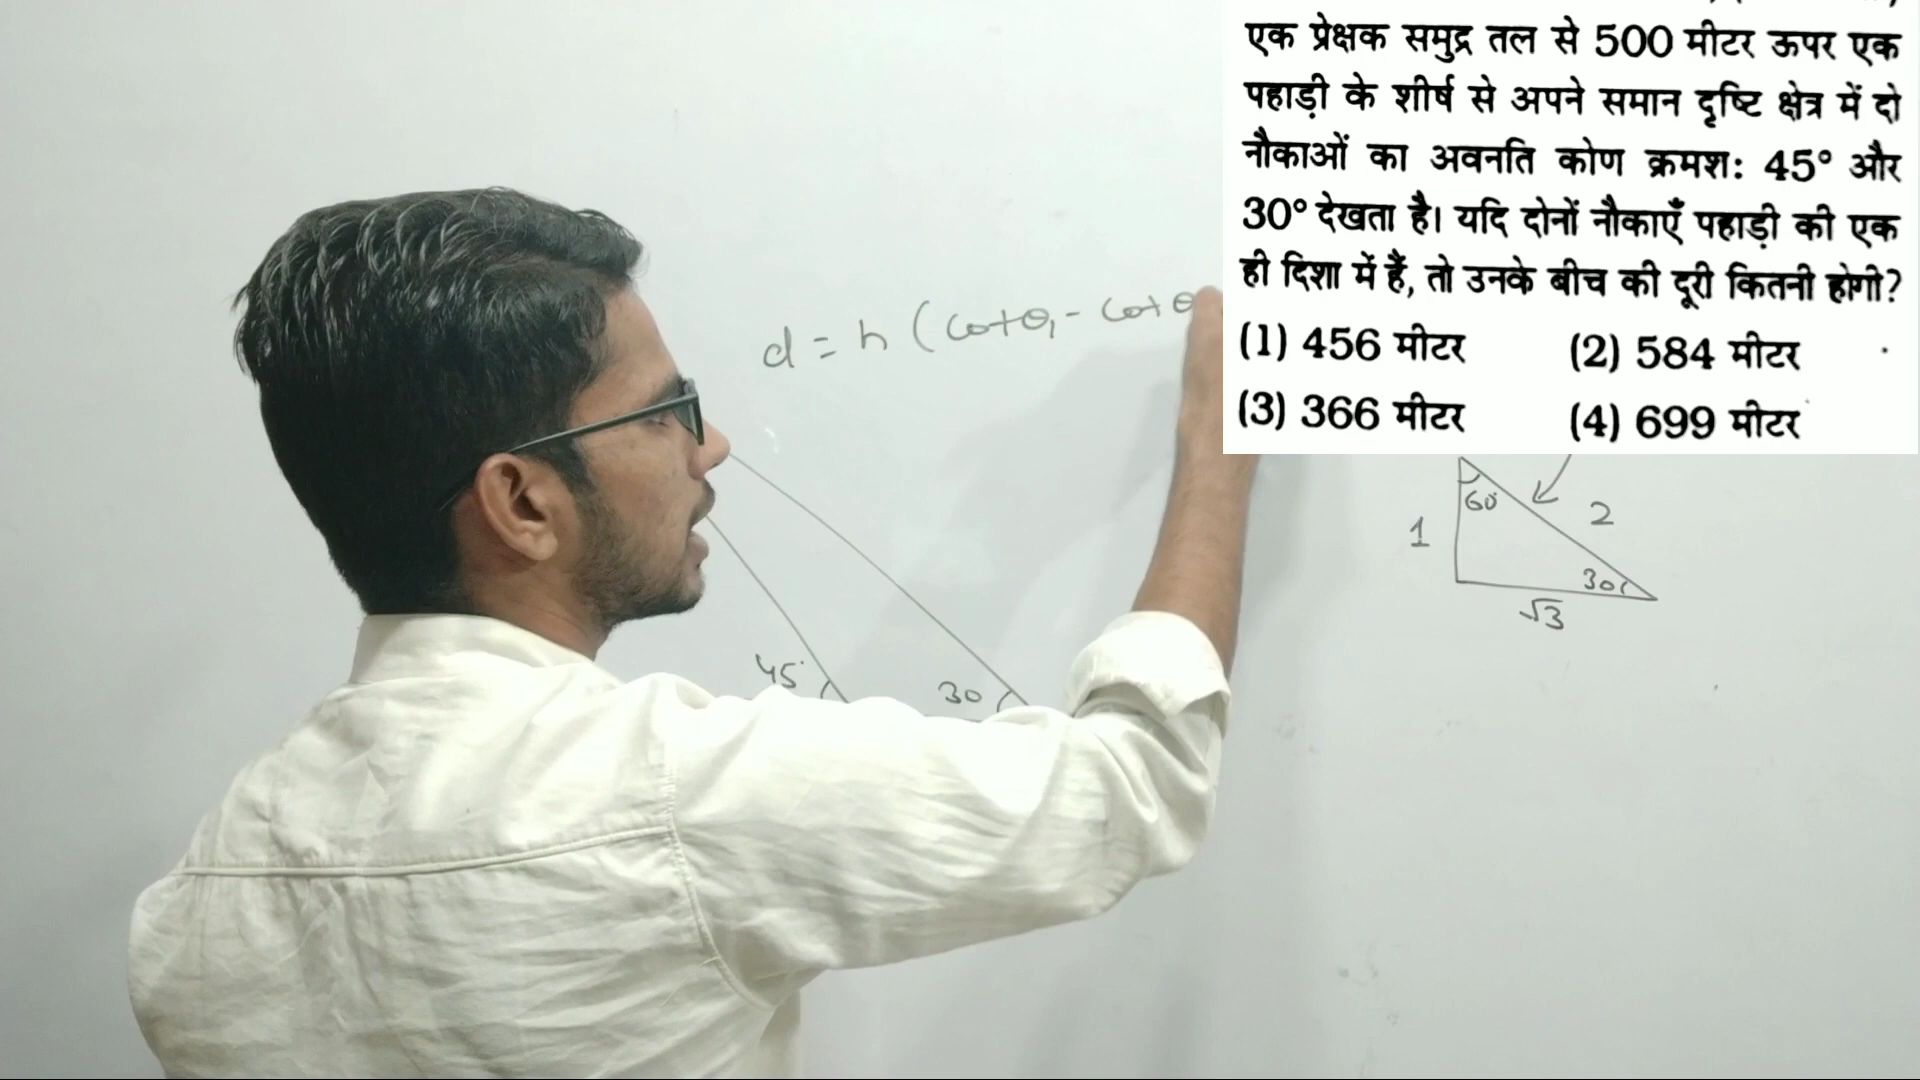 एक प्रेक्षक समुद्र तल से 500 मीटर ऊपर एक
पहाड़ी के शीर्ष से अपने समान दृष्टि क्षेत्र में दो
नौकाओं का अवनति कोण क्रमश: 45° और
30° देखता है। यदि दोनों नौकाएँ पहाड़ी की एक
ही दिशा में हैं, तो उनके बीच की दूरी कितनी होगी?
(1) 456 मीटर (2) 584 मीटर
(3) 366 मीटर (4) 699 मीटर
d = h (cotθ₁ - cotθ
45°
30
60°
1
2
30
√3